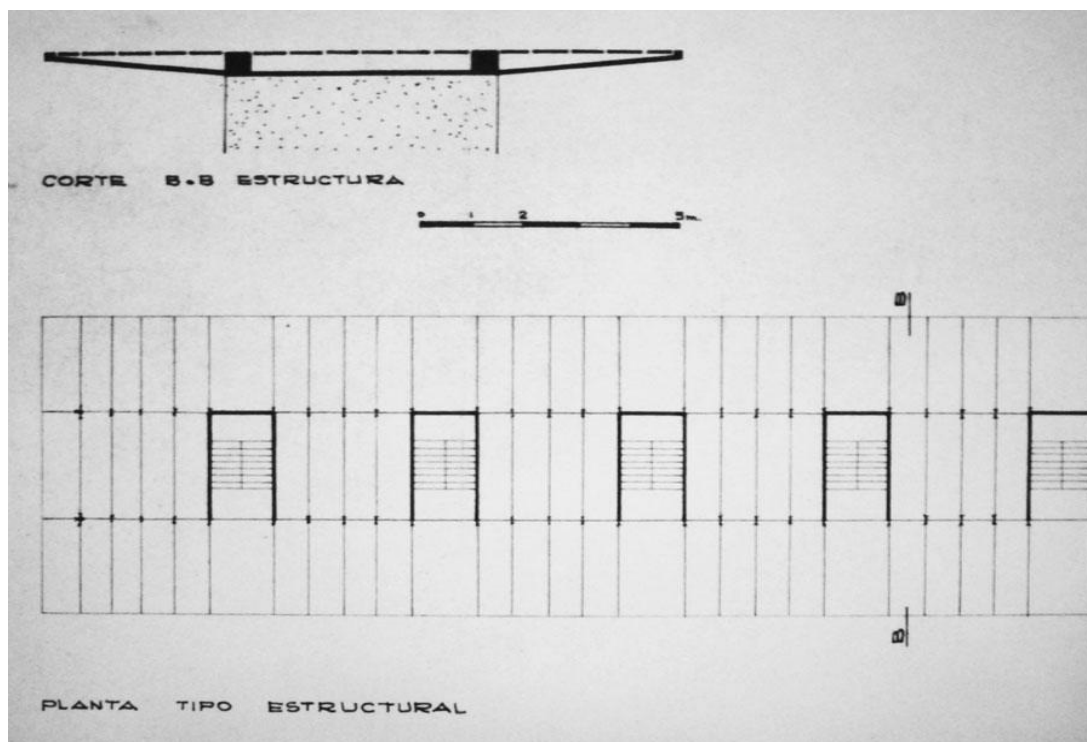 CORTE B.B ESTRUCTURA
0 1 2 5m.
B
B
PLANTA TIPO ESTRUCTURAL